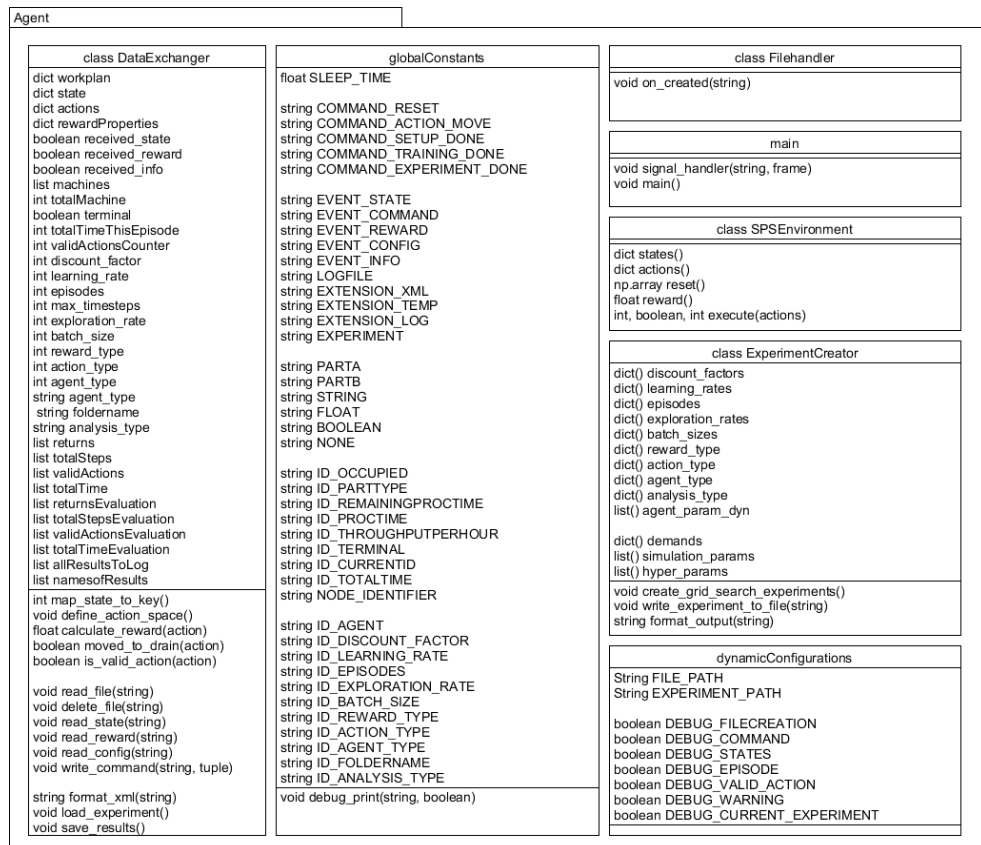 Agent
class DataExchanger
dict workplan
dict state
dict actions
dict rewardProperties
boolean received_state
boolean received_reward
boolean received_info
list machines
int totalMachine
boolean terminal
int totalTimeThisEpisode
int validActionsCounter
int discount_factor
int learning_rate
int episodes
int max_timesteps
int exploration_rate
int batch_size
int reward_type
int action_type
int agent_type
string agent_type
string foldername
string analysis_type
list returns
list totalSteps
list validActions
list totalTime
list returnsEvaluation
list totalStepsEvaluation
list validActionsEvaluation
list totalTimeEvaluation
list allResultsToLog
list namesofResults
int map_state_to_key()
void define_action_space()
float calculate_reward(action)
boolean moved_to_drain(action)
boolean is_valid_action(action)
void read_file(string)
void delete_file(string)
void read_state(string)
void read_reward(string)
void read_config(string)
void write_command(string, tuple)
string format_xml(string)
void load_experiment()
void save_results()
globalConstants
float SLEEP_TIME
string COMMAND_RESET
string COMMAND_ACTION_MOVE
string COMMAND_SETUP_DONE
string COMMAND_TRAINING_DONE
string COMMAND_EXPERIMENT_DONE
string EVENT_STATE
string EVENT_COMMAND
string EVENT_REWARD
string EVENT_CONFIG
string EVENT_INFO
string LOGFILE
string EXTENSION_XML
string EXTENSION_TEMP
string EXTENSION_LOG
string EXPERIMENT
string PARTA
string PARTB
string STRING
string FLOAT
string BOOLEAN
string NONE
string ID_OCCUPIED
string ID_PARTTYPE
string ID_REMAININGPROCTIME
string ID_PROCTIME
string ID_THROUGHPUTPERHOUR
string ID_TERMINAL
string ID_CURRENTID
string ID_TOTALTIME
string NODE_IDENTIFIER
string ID_AGENT
string ID_DISCOUNT_FACTOR
string ID_LEARNING_RATE
string ID_EPISODES
string ID_EXPLORATION_RATE
string ID_BATCH_SIZE
string ID_REWARD_TYPE
string ID_ACTION_TYPE
string ID_AGENT_TYPE
string ID_FOLDERNAME
string ID_ANALYSIS_TYPE
void debug_print(string, boolean)
class Filehandler
void on_created(string)
main
void signal_handler(string, frame)
void main()
class SPSEnvironment
dict states()
dict actions()
np.array reset()
float reward()
int, boolean, int execute(actions)
class ExperimentCreator
dict() discount_factors
dict() learning_rates
dict() episodes
dict() exploration_rates
dict() batch_sizes
dict() reward_type
dict() action_type
dict() agent_type
dict() analysis_type
list() agent_param_dyn
dict() demands
list() simulation_params
list() hyper_params
void create_grid_search_experiments()
void write_experiment_to_file(string)
string format_output(string)
dynamicConfigurations
String FILE_PATH
String EXPERIMENT_PATH
boolean DEBUG_FILECREATION
boolean DEBUG_COMMAND
boolean DEBUG_STATES
boolean DEBUG_EPISODE
boolean DEBUG_VALID_ACTION
boolean DEBUG_WARNING
boolean DEBUG_CURRENT_EXPERIMENT